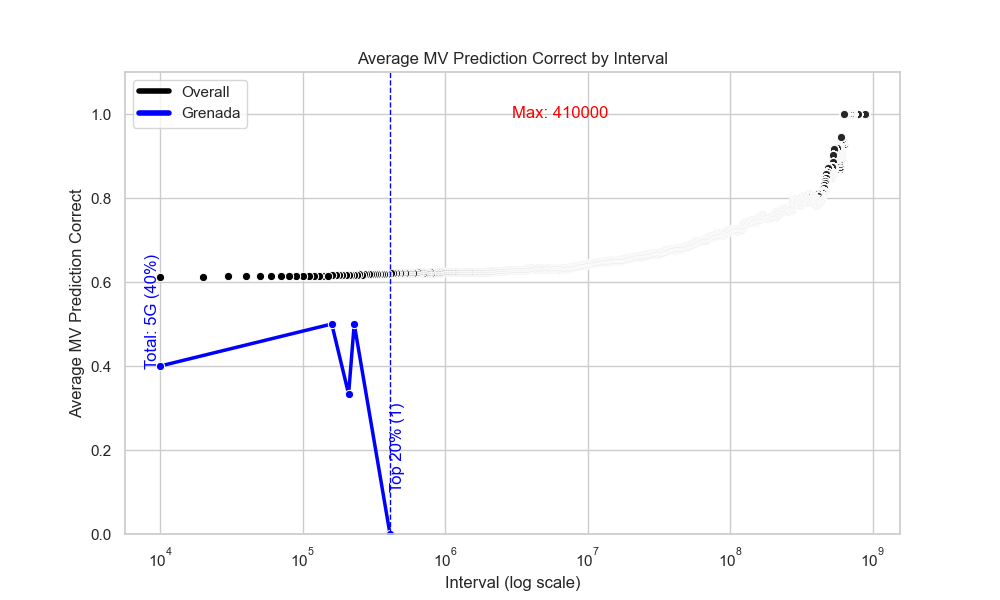 Average MV Prediction Correct by Interval
Overall
Grenada
Max: 410000
1.0
0.8
0.6
0.4
0.2
0.0
Average MV Prediction Correct
Total: 5G (40%)
Top 20% (1)
10^4
10^5
10^6
10^7
10^8
10^9
Interval (log scale)